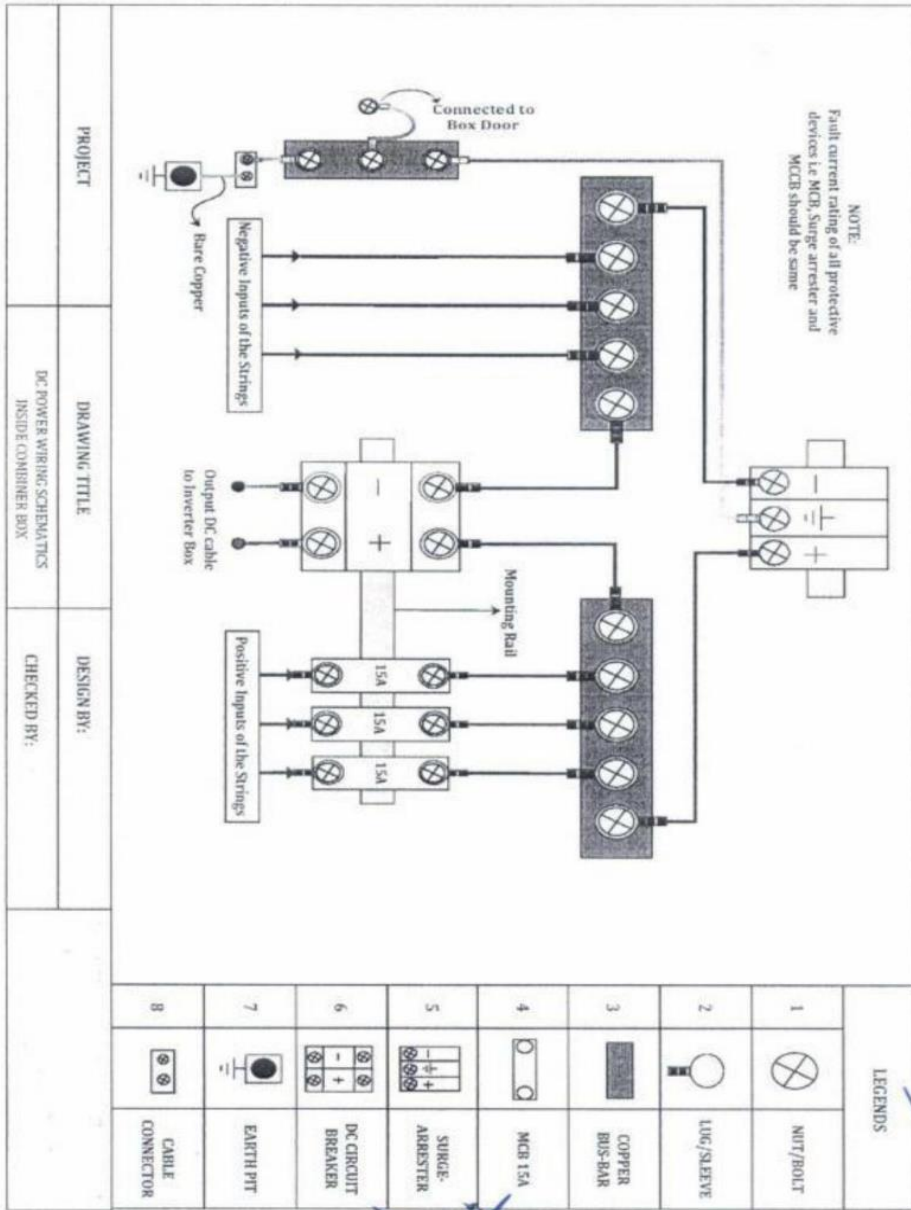 NOTE:
Fault current rating of all protective
devices i.e MCB, Surge arrester and
MCCB should be same
Connected to
Box Door
Bare Copper
Negative Inputs of the Strings
Output DC cable
to Inverter Box
Mounting Rail
Positive Inputs of the Strings
15A
15A
15A
−
+
−
+
LEGENDS
1
NUT/BOLT
2
LUG/SLEEVE
3
COPPER
BUS-BAR
4
MCB 15A
5
− +
SURGE-
ARRESTER
6
− +
DC CIRCUIT
BREAKER
7
EARTH PIT
8
CABLE
CONNECTOR
PROJECT
DRAWING TITLE
DESIGN BY:
DC POWER WIRING SCHEMATICS
INSIDE COMBINER BOX
CHECKED BY: